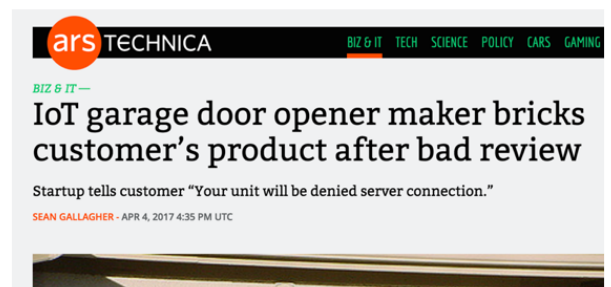 ars TECHNICA
BIZ & IT TECH SCIENCE POLICY CARS GAMING
BIZ & IT —
IoT garage door opener maker bricks
customer’s product after bad review
Startup tells customer “Your unit will be denied server connection.”
SEAN GALLAGHER - APR 4, 2017 4:35 PM UTC